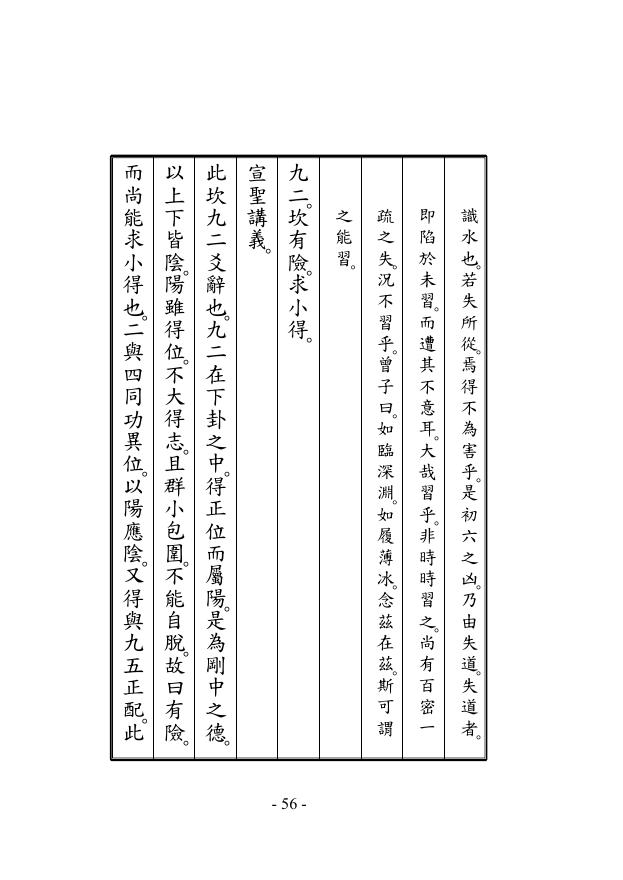 識水也。若失所從。焉得不為害乎。是初六之凶。乃由失道。失道者。
即陷於未習。而遭其不意耳。大哉習乎。非時時習之。尚有百密一
疏之失。況不習乎。曾子曰。如臨深淵。如履薄冰。念茲在茲。斯可謂
之能習。
九二。坎有險。求小得。
宣聖講義。
此坎九二爻辭也。九二在下卦之中。得正位而屬陽。是為剛中之德。
以上下皆陰。陽雖得位。不大得志。且群小包圍。不能自脫。故曰有險。
而尚能求小得也。二與四同功異位。以陽應陰。又得與九五正配。此
- 56 -